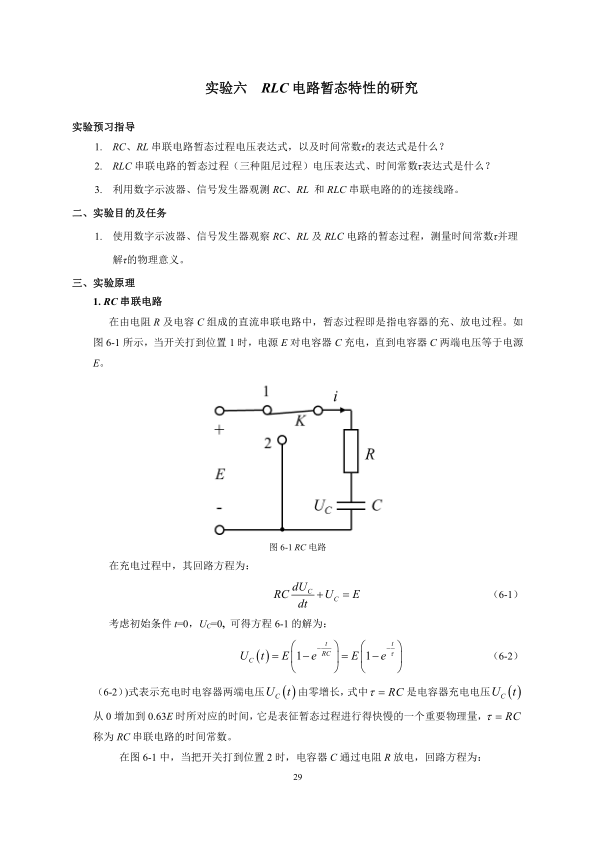 实验六 RLC 电路暂态特性的研究
实验预习指导
1. RC、RL 串联电路暂态过程电压表达式，以及时间常数τ的表达式是什么？
2. RLC 串联电路的暂态过程（三种阻尼过程）电压表达式、时间常数τ表达式是什么？
3. 利用数字示波器、信号发生器观测 RC、RL 和 RLC 串联电路的的连接线路。
二、实验目的及任务
1. 使用数字示波器、信号发生器观察 RC、RL 及 RLC 电路的暂态过程，测量时间常数τ并理
解τ的物理意义。
三、实验原理
1. RC 串联电路
在由电阻 R 及电容 C 组成的直流串联电路中，暂态过程即是指电容器的充、放电过程。如
图 6-1 所示，当开关打到位置 1 时，电源 E 对电容器 C 充电，直到电容器 C 两端电压等于电源
E。
1 i
+ K
2
R
E
- U_C C
图 6-1 RC 电路
在充电过程中，其回路方程为：
RC dU_C/dt + U_C = E （6-1）
考虑初始条件 t=0，U_C=0，可得方程 6-1 的解为：
U_C(t) = E(1 − e^(−t/RC)) = E(1 − e^(−t/τ)) （6-2）
（6-2）)式表示充电时电容器两端电压U_C(t)由零增长，式中τ = RC 是电容器充电电压U_C(t)
从 0 增加到 0.63E 时所对应的时间，它是表征暂态过程进行得快慢的一个重要物理量，τ = RC
称为 RC 串联电路的时间常数。
在图 6-1 中，当把开关打到位置 2 时，电容器 C 通过电阻 R 放电，回路方程为：
29